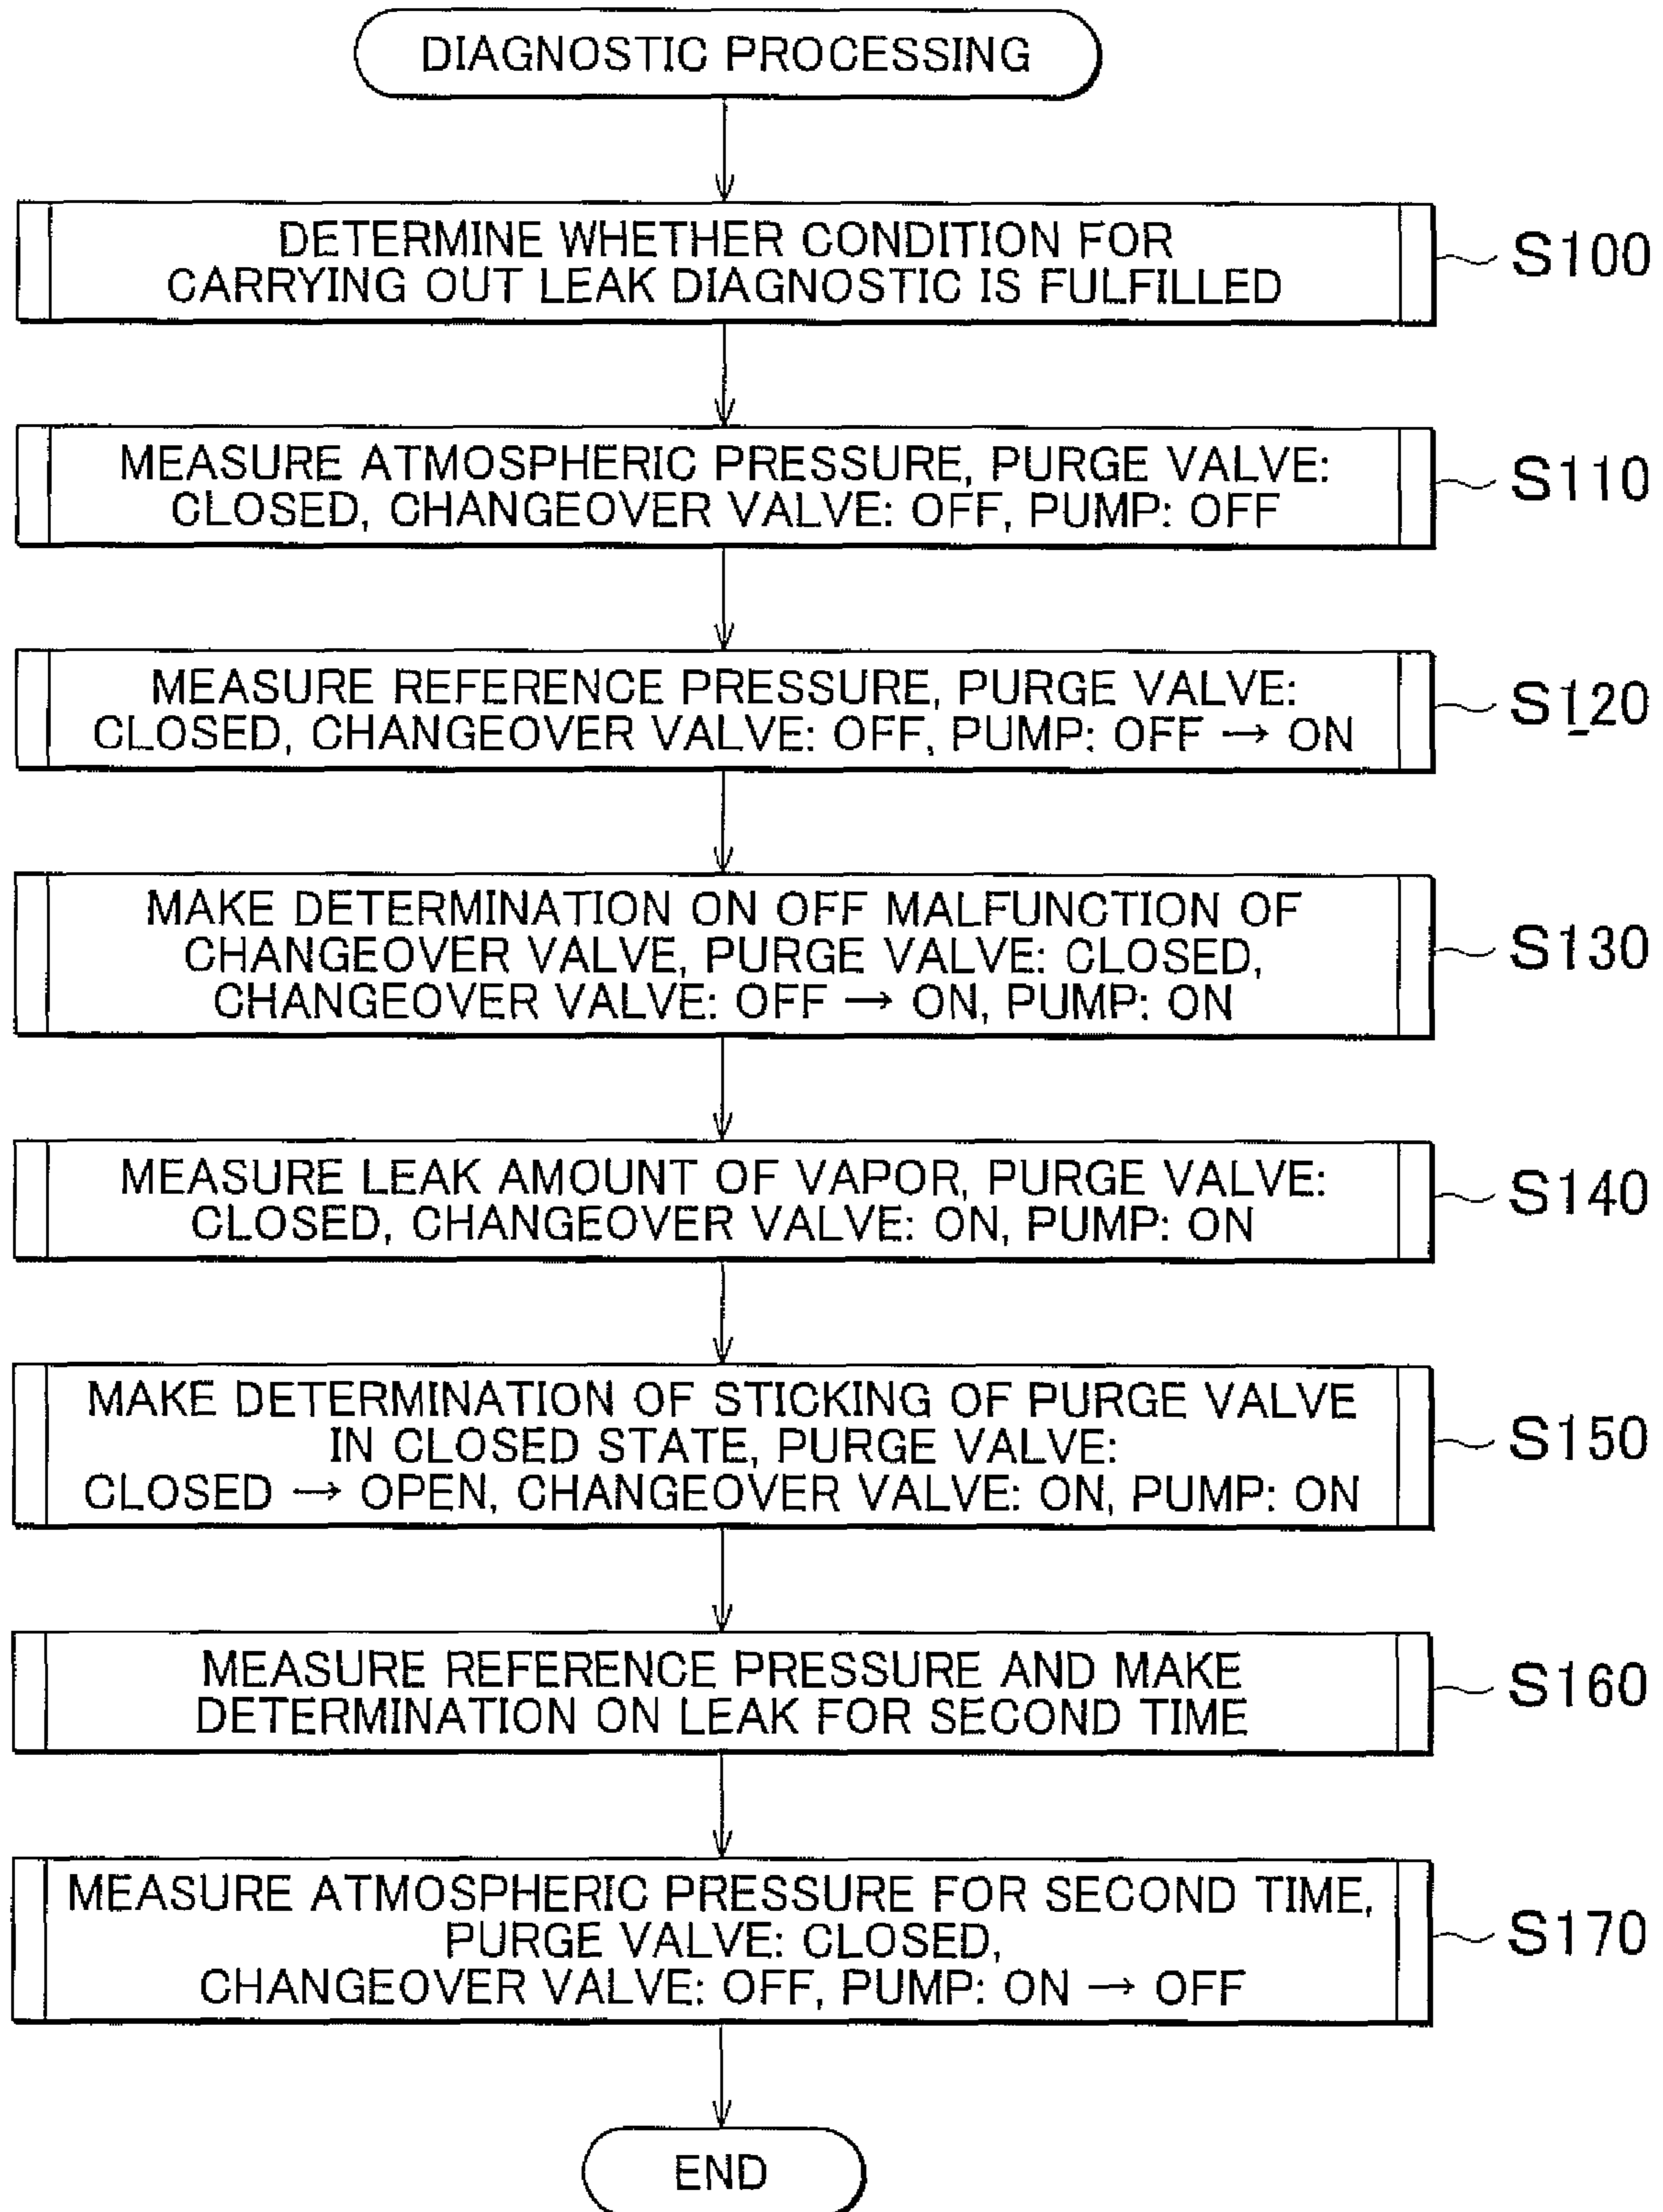 DIAGNOSTIC PROCESSING
DETERMINE WHETHER CONDITION FOR
CARRYING OUT LEAK DIAGNOSTIC IS FULFILLED
S100
MEASURE ATMOSPHERIC PRESSURE, PURGE VALVE:
CLOSED, CHANGEOVER VALVE: OFF, PUMP: OFF
S110
MEASURE REFERENCE PRESSURE, PURGE VALVE:
CLOSED, CHANGEOVER VALVE: OFF, PUMP: OFF → ON
S120
MAKE DETERMINATION ON OFF MALFUNCTION OF
CHANGEOVER VALVE, PURGE VALVE: CLOSED,
CHANGEOVER VALVE: OFF → ON, PUMP: ON
S130
MEASURE LEAK AMOUNT OF VAPOR, PURGE VALVE:
CLOSED, CHANGEOVER VALVE: ON, PUMP: ON
S140
MAKE DETERMINATION OF STICKING OF PURGE VALVE
IN CLOSED STATE, PURGE VALVE:
CLOSED → OPEN, CHANGEOVER VALVE: ON, PUMP: ON
S150
MEASURE REFERENCE PRESSURE AND MAKE
DETERMINATION ON LEAK FOR SECOND TIME
S160
MEASURE ATMOSPHERIC PRESSURE FOR SECOND TIME,
PURGE VALVE: CLOSED,
CHANGEOVER VALVE: OFF, PUMP: ON → OFF
S170
END